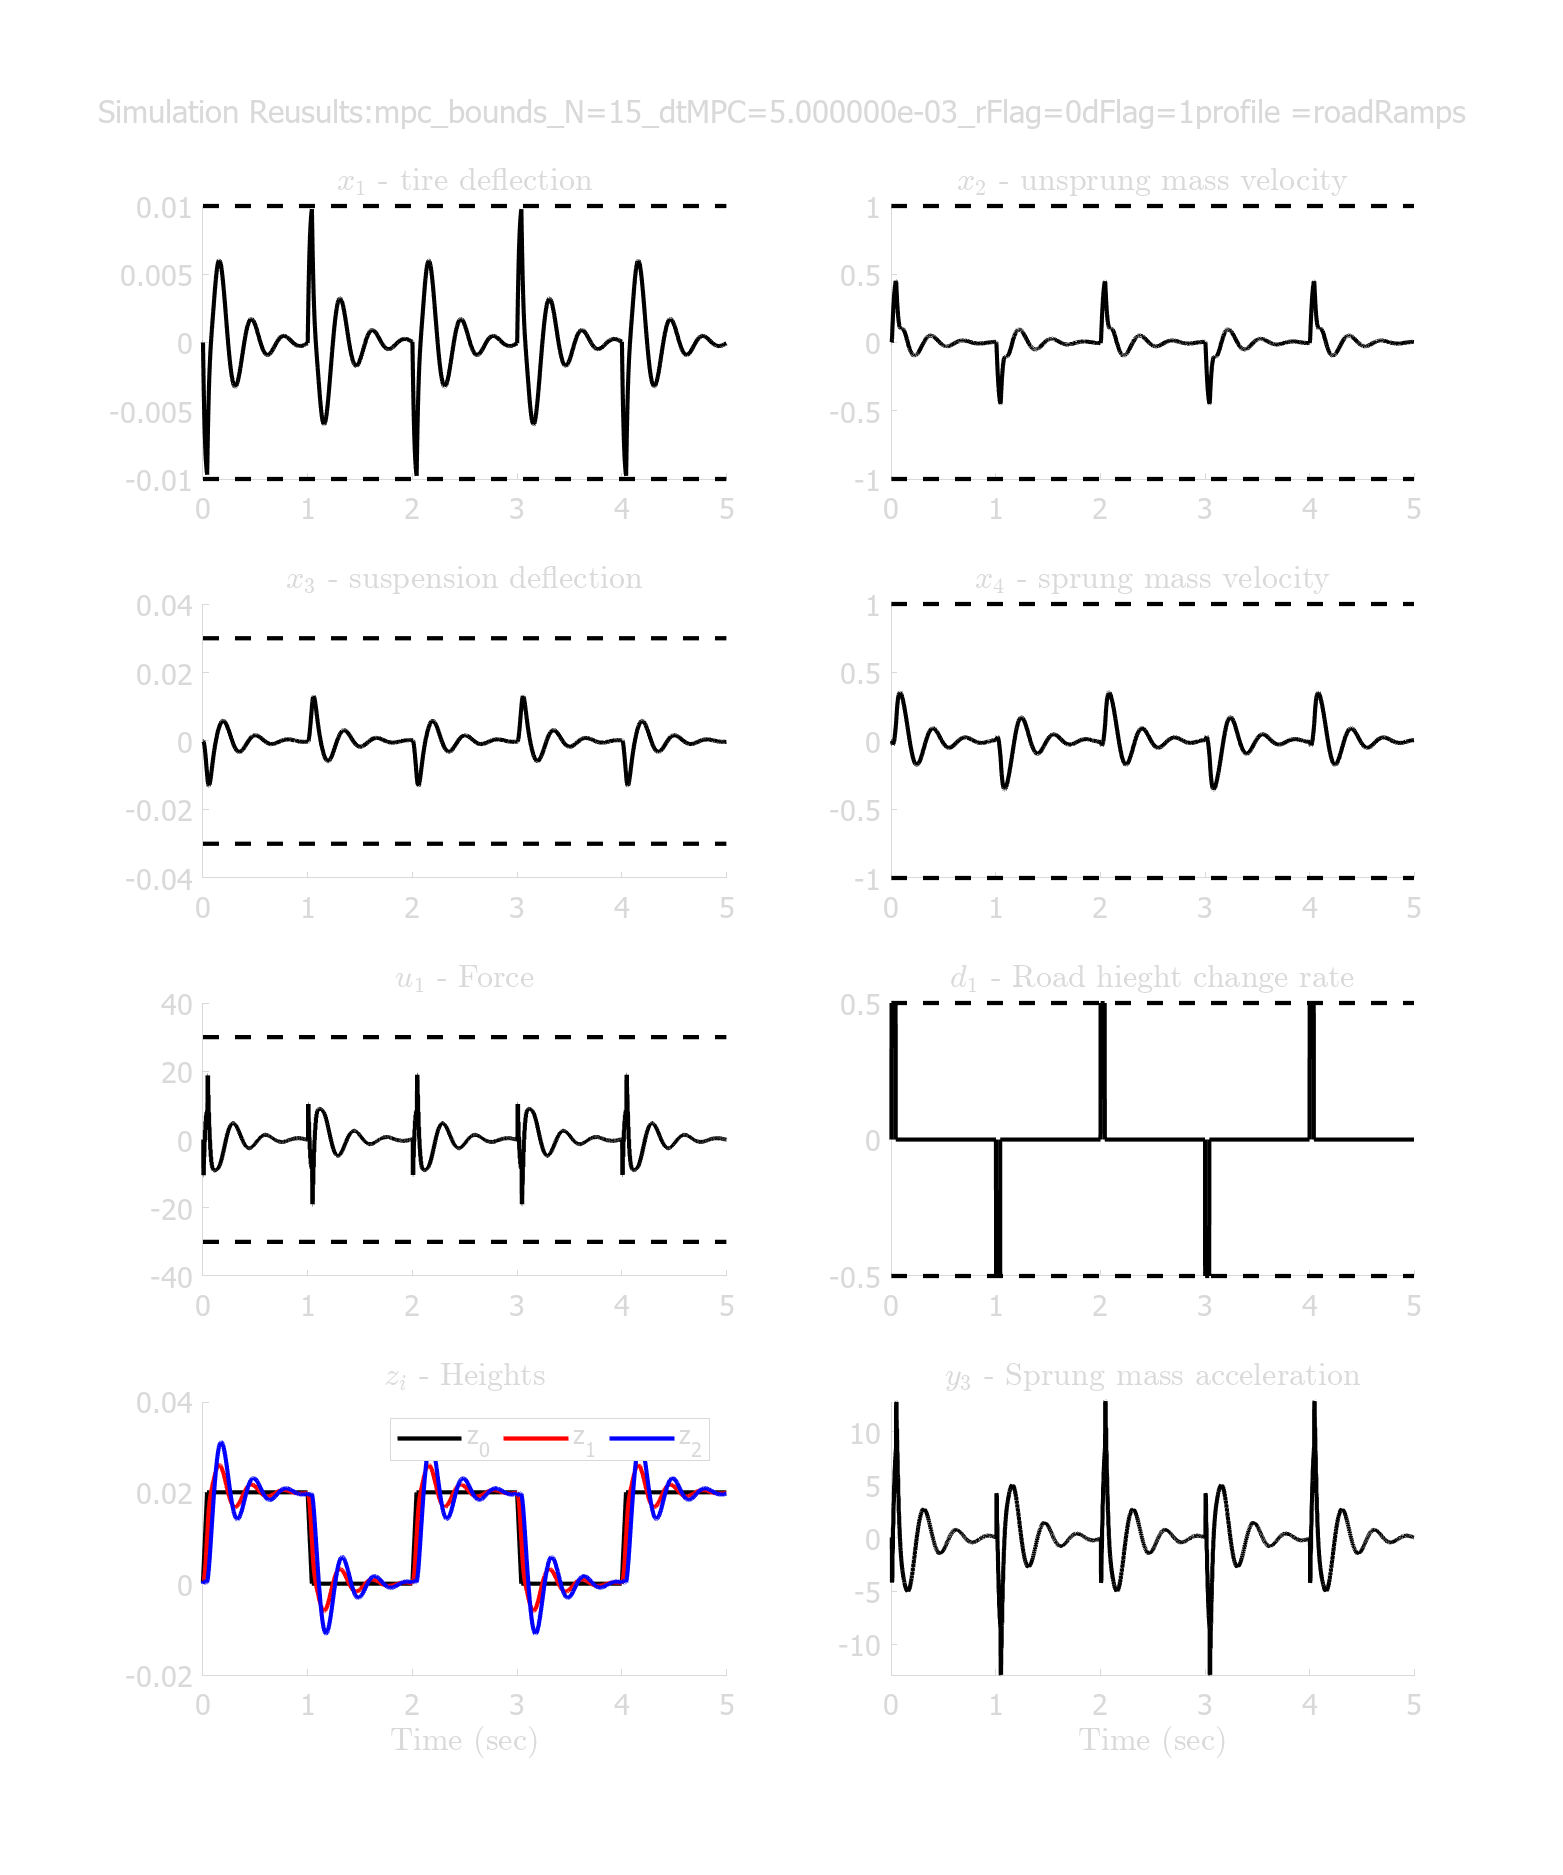 Simulation Reusults:mpc_bounds_N=15_dtMPC=5.000000e-03_rFlag=0dFlag=1profile =roadRamps
x₁ - tire deflection
0.01
0.005
0
-0.005
-0.01
0 1 2 3 4 5
x₂ - unsprung mass velocity
1
0.5
0
-0.5
-1
0 1 2 3 4 5
x₃ - suspension deflection
0.04
0.02
0
-0.02
-0.04
0 1 2 3 4 5
x₄ - sprung mass velocity
1
0.5
0
-0.5
-1
0 1 2 3 4 5
u₁ - Force
40
20
0
-20
-40
0 1 2 3 4 5
d₁ - Road hieght change rate
0.5
0
-0.5
0 1 2 3 4 5
zᵢ - Heights
0.04
z₀ z₁ z₂
0.02
0
-0.02
0 1 2 3 4 5
Time (sec)
y₃ - Sprung mass acceleration
10
5
0
-5
-10
0 1 2 3 4 5
Time (sec)